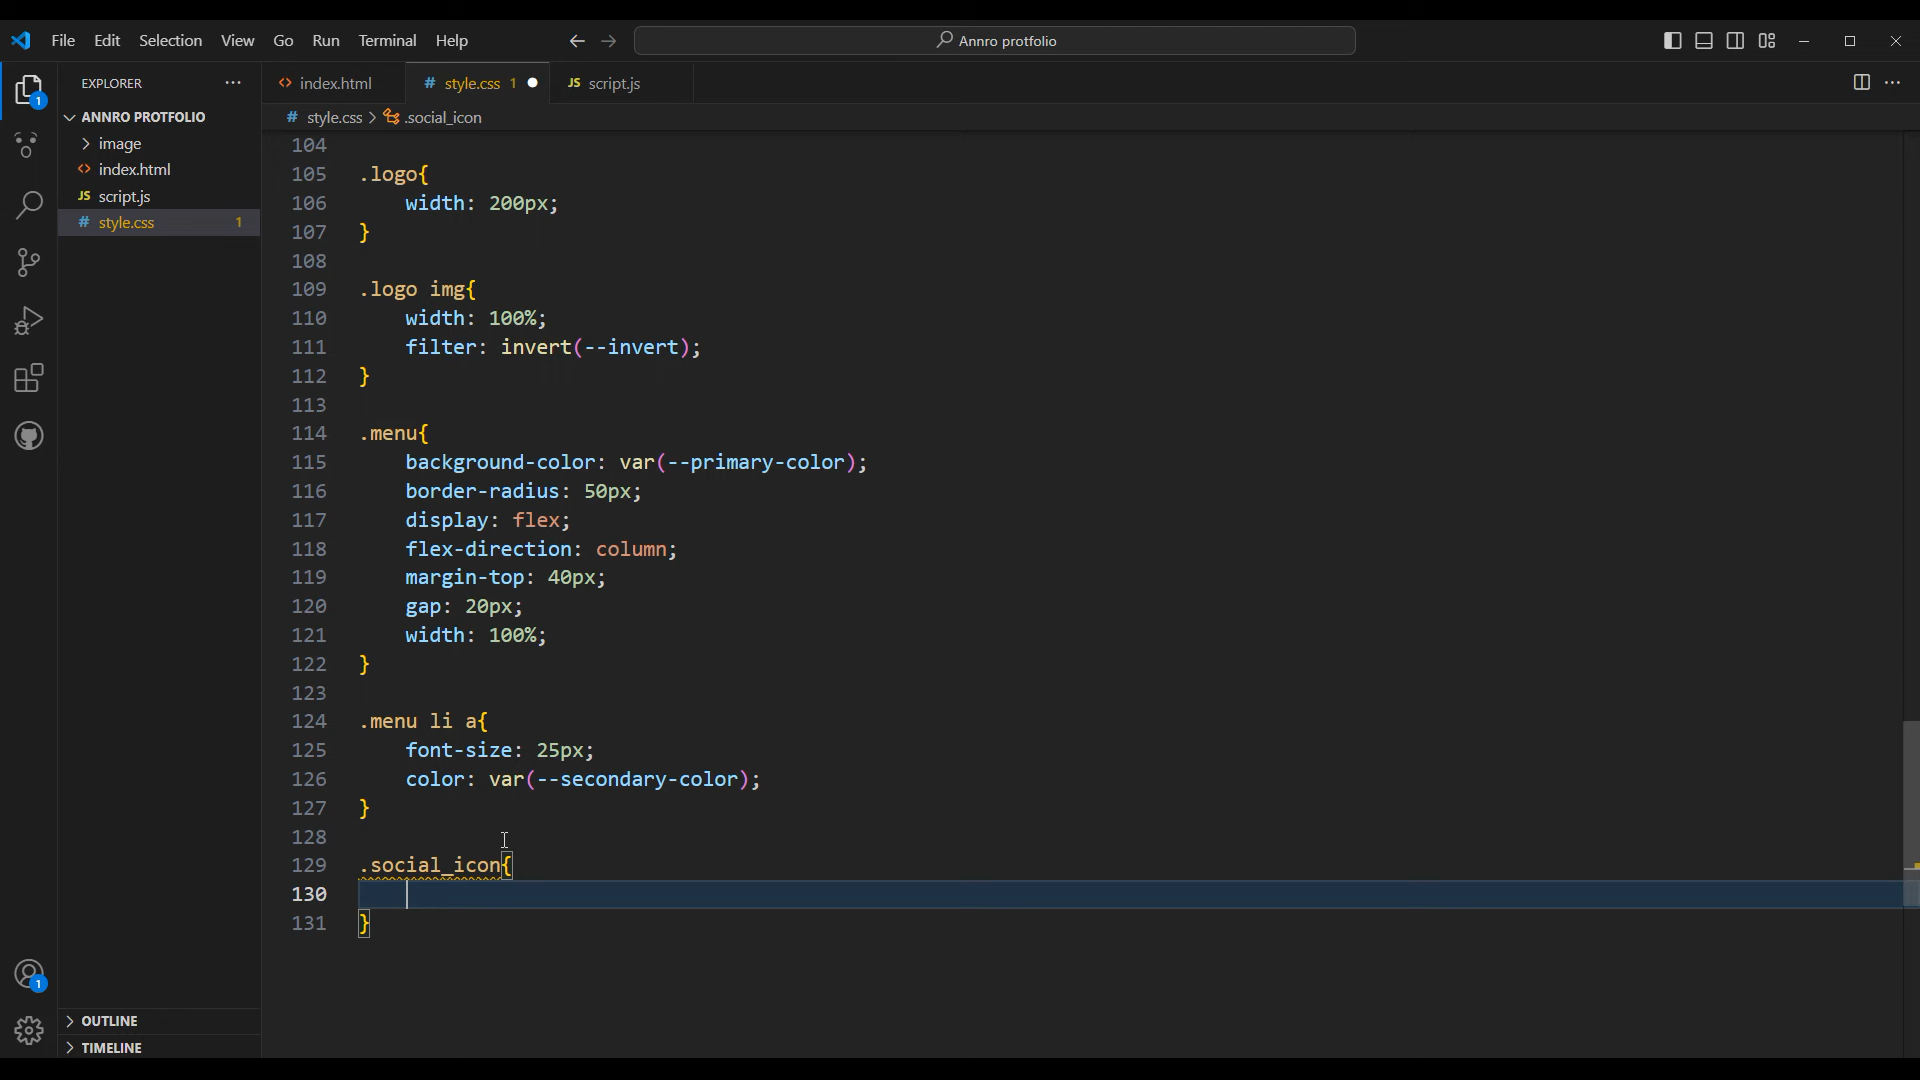 File Edit Selection View Go Run Terminal Help
Annro protfolio
EXPLORER
index.html
# style.css 1
JS script.js
ANNRO PROTFOLIO
# style.css > .social_icon
image
index.html
JS script.js
# style.css 1
1
104
105 .logo{
106 width: 200px;
107 }
108
109 .logo img{
110 width: 100%;
111 filter: invert(--invert);
112 }
113
114 .menu{
115 background-color: var(--primary-color);
116 border-radius: 50px;
117 display: flex;
118 flex-direction: column;
119 margin-top: 40px;
120 gap: 20px;
121 width: 100%;
122 }
123
124 .menu li a{
125 font-size: 25px;
126 color: var(--secondary-color);
127 }
128
129 .social_icon{
130
131 }
1
OUTLINE
TIMELINE